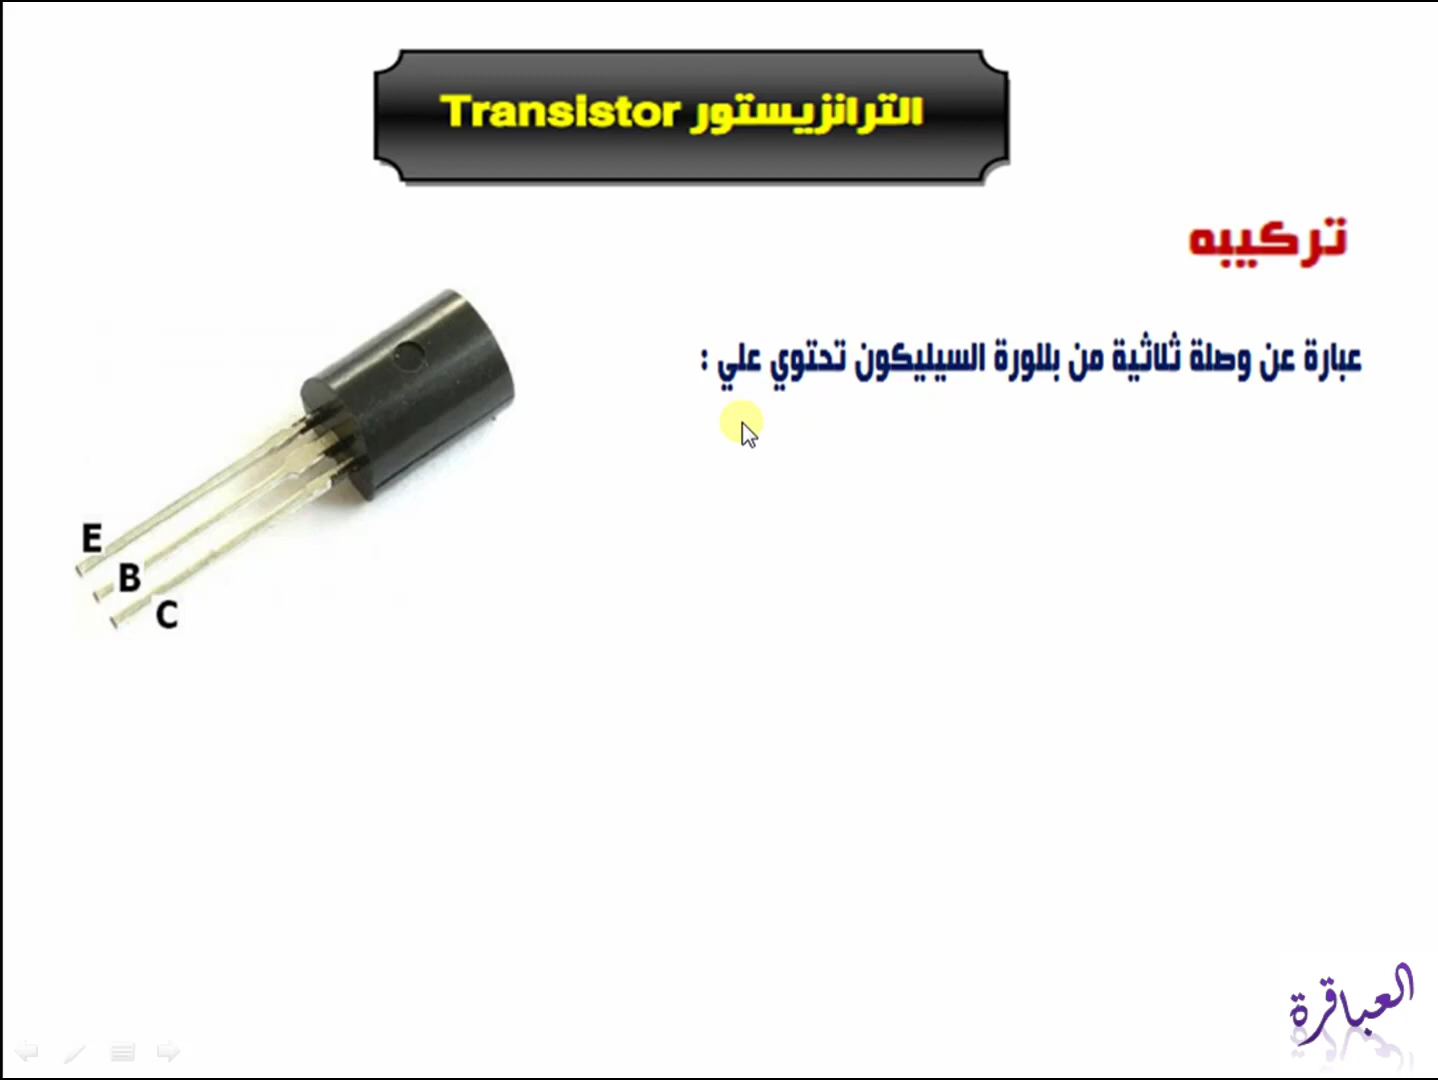 الترانزيستور Transistor
تركيبه
عبارة عن وصلة ثلاثية من بللورة السيليكون تحتوي علي :
E
B
C
العباقرة